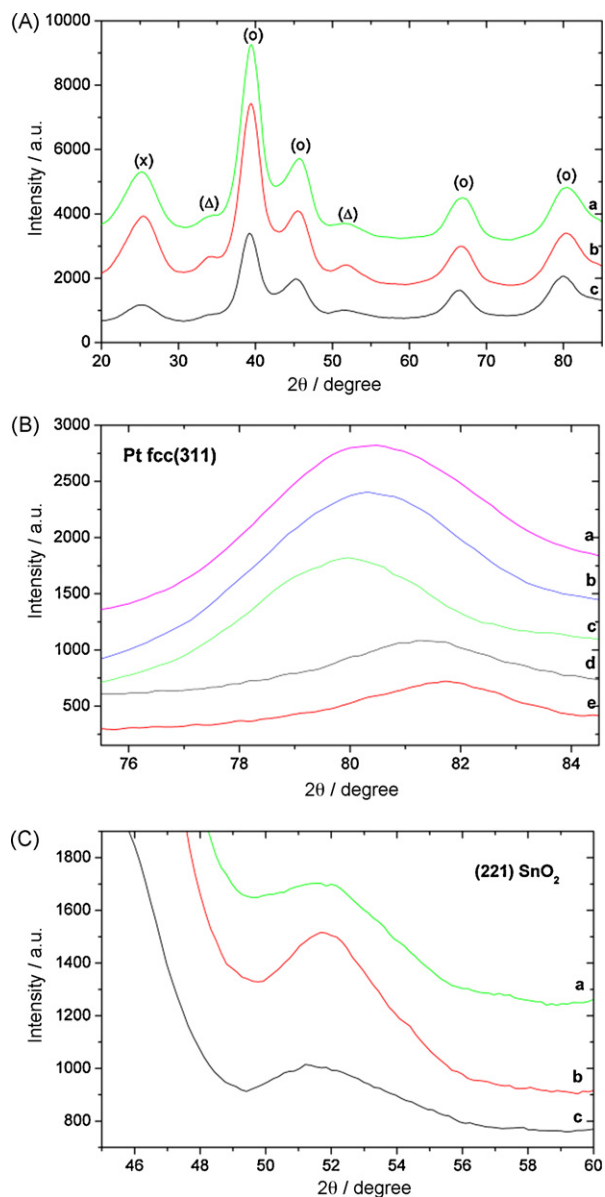 (A)
10000
8000
6000
4000
2000
0
Intensity / a.u.
(x)
(Δ)
(o)
(o)
(Δ)
(o)
(o)
a
b
c
20 30 40 50 60 70 80
2θ / degree
(B)
3000
2500
2000
1500
1000
500
Intensity / a.u.
Pt fcc(311)
a
b
c
d
e
76 78 80 82 84
2θ / degree
(C)
1800
1600
1400
1200
1000
800
Intensity / a.u.
(221) SnO₂
a
b
c
46 48 50 52 54 56 58 60
2θ / degree